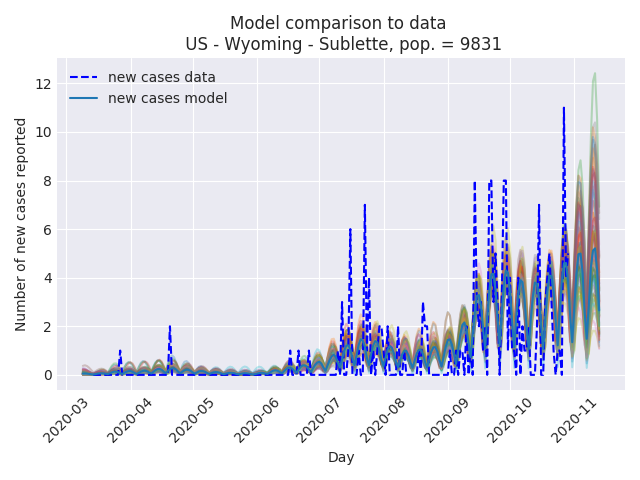 Model comparison to data
US - Wyoming - Sublette, pop. = 9831
new cases data
new cases model
Number of new cases reported
12
10
8
6
4
2
0
2020-03
2020-04
2020-05
2020-06
2020-07
2020-08
2020-09
2020-10
2020-11
Day